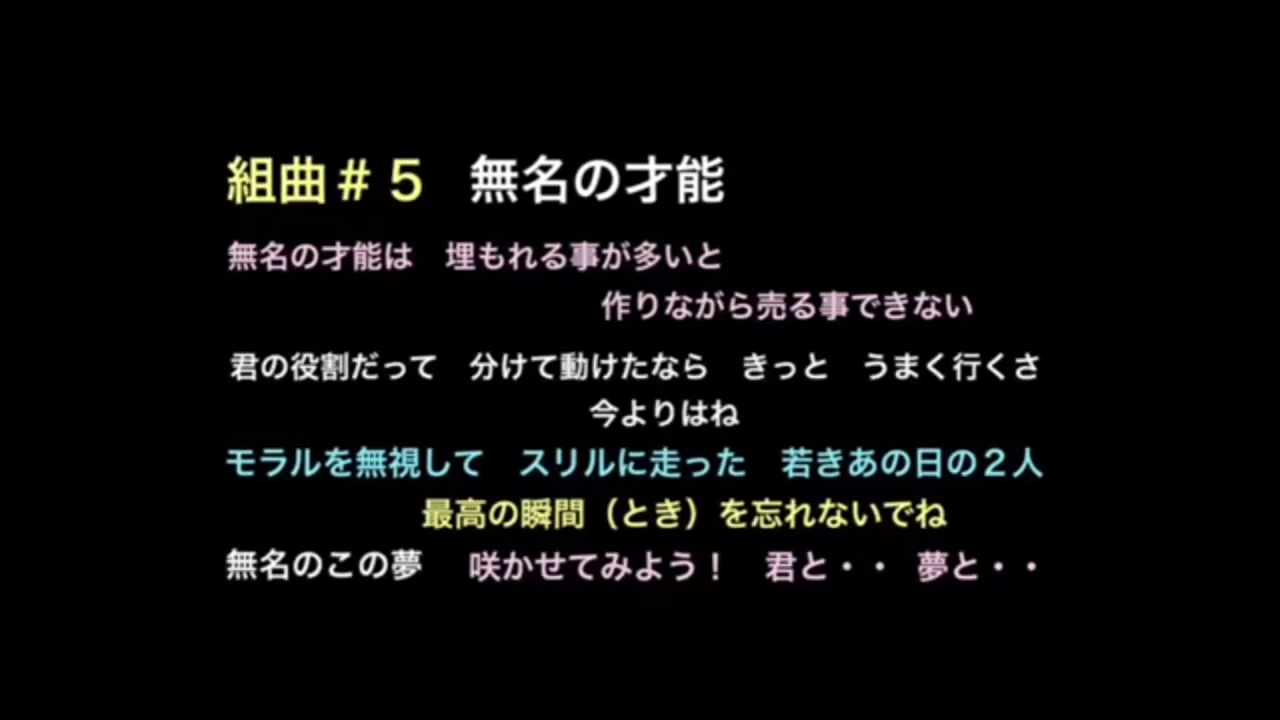 組曲＃５　無名の才能
無名の才能は　埋もれる事が多いと
作りながら売る事できない
君の役割だって　分けて動けたなら　きっと　うまく行くさ
今よりはね
モラルを無視して　スリルに走った　若きあの日の２人
最高の瞬間（とき）を忘れないでね
無名のこの夢　咲かせてみよう！　君と・・　夢と・・